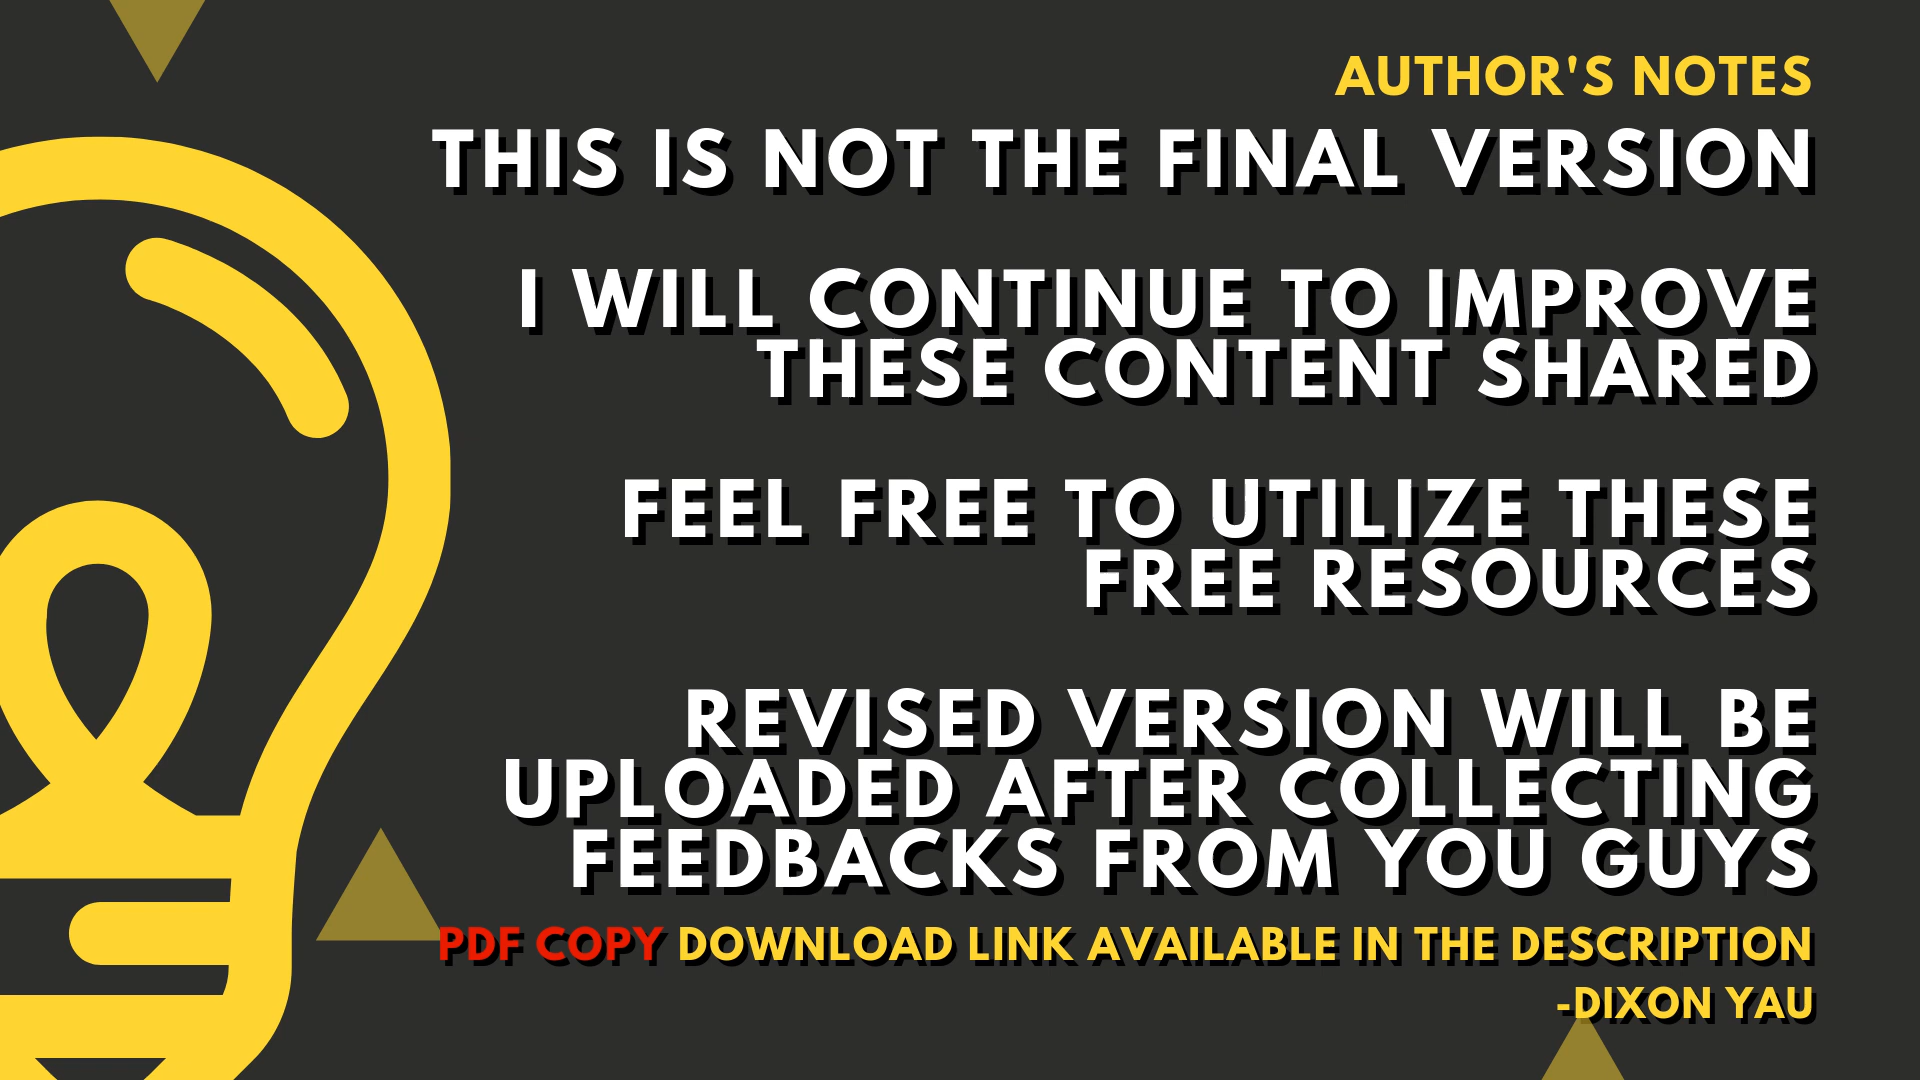 AUTHOR'S NOTES
THIS IS NOT THE FINAL VERSION
I WILL CONTINUE TO IMPROVE
THESE CONTENT SHARED
FEEL FREE TO UTILIZE THESE
FREE RESOURCES
REVISED VERSION WILL BE
UPLOADED AFTER COLLECTING
FEEDBACKS FROM YOU GUYS
PDF COPY DOWNLOAD LINK AVAILABLE IN THE DESCRIPTION
-DIXON YAU